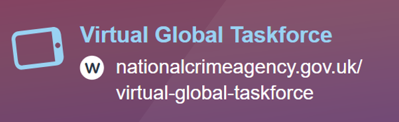 Virtual Global Taskforce
W nationalcrimeagency.gov.uk/
virtual-global-taskforce